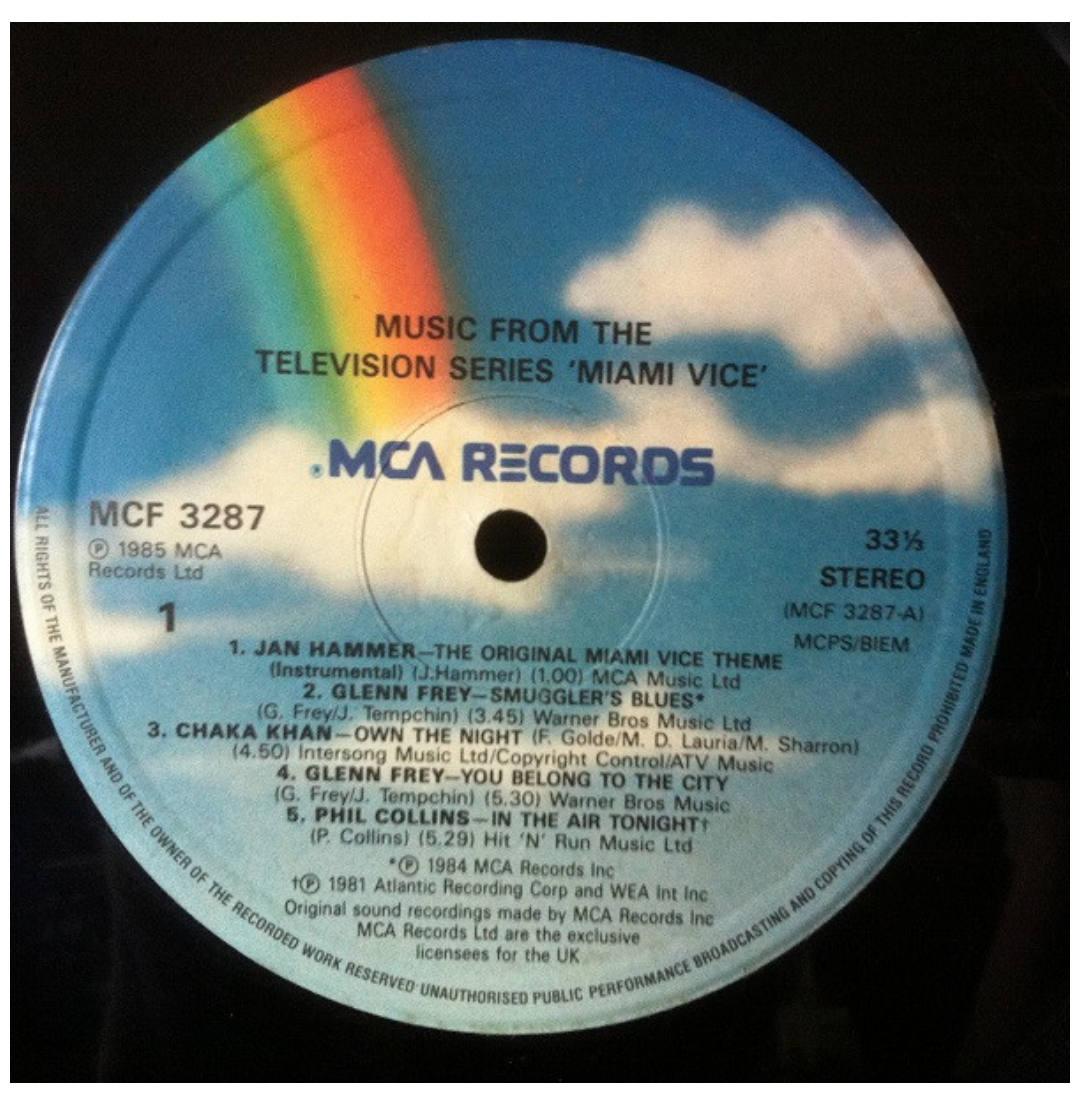 MUSIC FROM THE
TELEVISION SERIES 'MIAMI VICE'
MCA RECORDS
MCF 3287
Ⓟ 1985 MCA
Records Ltd
1
33⅓
STEREO
(MCF 3287-A)
MCPS/BIEM
1. JAN HAMMER—THE ORIGINAL MIAMI VICE THEME
(Instrumental) (J.Hammer) (1.00) MCA Music Ltd
2. GLENN FREY—SMUGGLER'S BLUES*
(G. Frey/J. Tempchin) (3.45) Warner Bros Music Ltd
3. CHAKA KHAN—OWN THE NIGHT (F. Golde/M. D. Lauria/M. Sharron)
(4.50) Intersong Music Ltd/Copyright Control/ATV Music
4. GLENN FREY—YOU BELONG TO THE CITY
(G. Frey/J. Tempchin) (5.30) Warner Bros Music
5. PHIL COLLINS—IN THE AIR TONIGHT†
(P. Collins) (5.29) Hit 'N' Run Music Ltd
*Ⓟ 1984 MCA Records Inc
†Ⓟ 1981 Atlantic Recording Corp and WEA Int Inc
Original sound recordings made by MCA Records Inc
MCA Records Ltd are the exclusive
licensees for the UK
ALL RIGHTS OF THE MANUFACTURER AND OF THE OWNER OF THE RECORDED WORK RESERVED·UNAUTHORISED PUBLIC PERFORMANCE BROADCASTING AND COPYING OF THIS RECORD PROHIBITED MADE IN ENGLAND